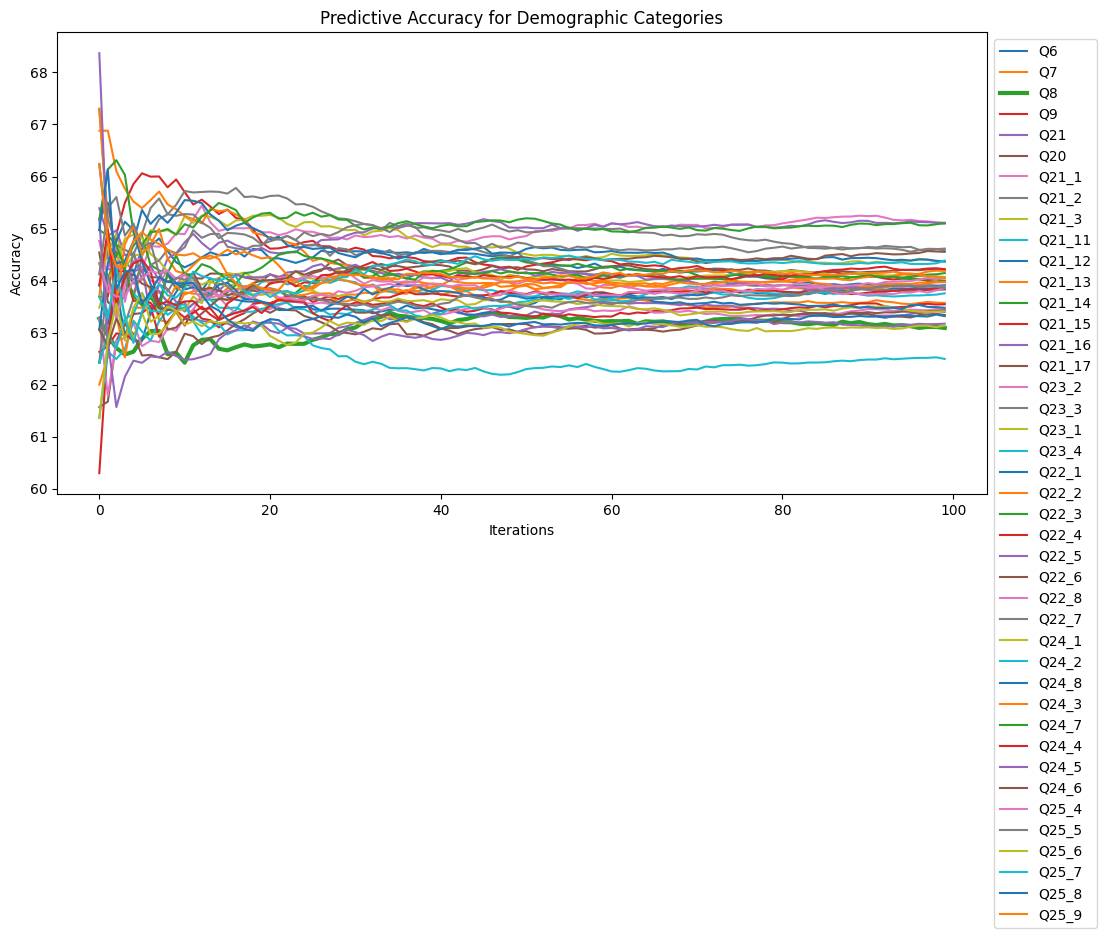 Predictive Accuracy for Demographic Categories
Accuracy
68
67
66
65
64
63
62
61
60
0
20
40
60
80
100
Iterations
Q6
Q7
Q8
Q9
Q21
Q20
Q21_1
Q21_2
Q21_3
Q21_11
Q21_12
Q21_13
Q21_14
Q21_15
Q21_16
Q21_17
Q23_2
Q23_3
Q23_1
Q23_4
Q22_1
Q22_2
Q22_3
Q22_4
Q22_5
Q22_6
Q22_8
Q22_7
Q24_1
Q24_2
Q24_8
Q24_3
Q24_7
Q24_4
Q24_5
Q24_6
Q25_4
Q25_5
Q25_6
Q25_7
Q25_8
Q25_9